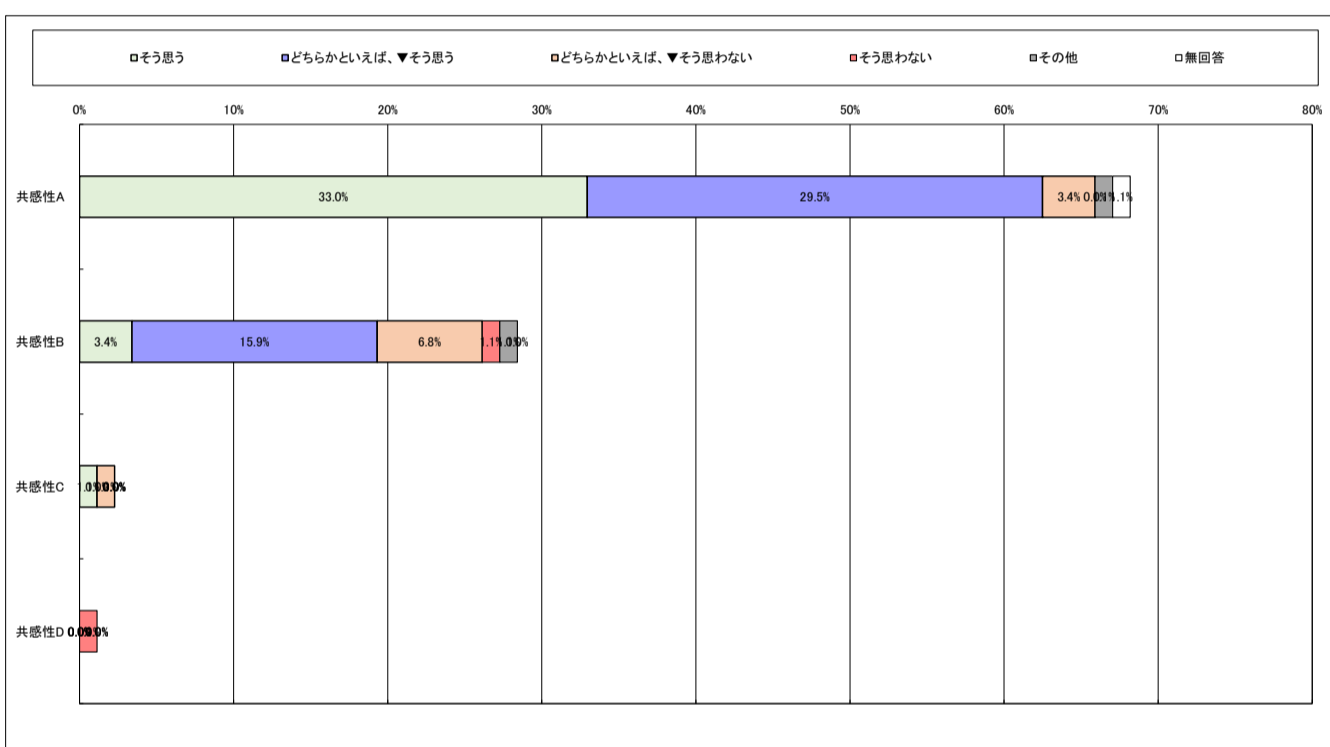 そう思う どちらかといえば、▼そう思う どちらかといえば、▼そう思わない そう思わない その他 無回答
0% 10% 20% 30% 40% 50% 60% 70% 80%
共感性A 33.0% 29.5% 3.4%
共感性B 3.4% 15.9% 6.8% 1.1%
共感性C
共感性D